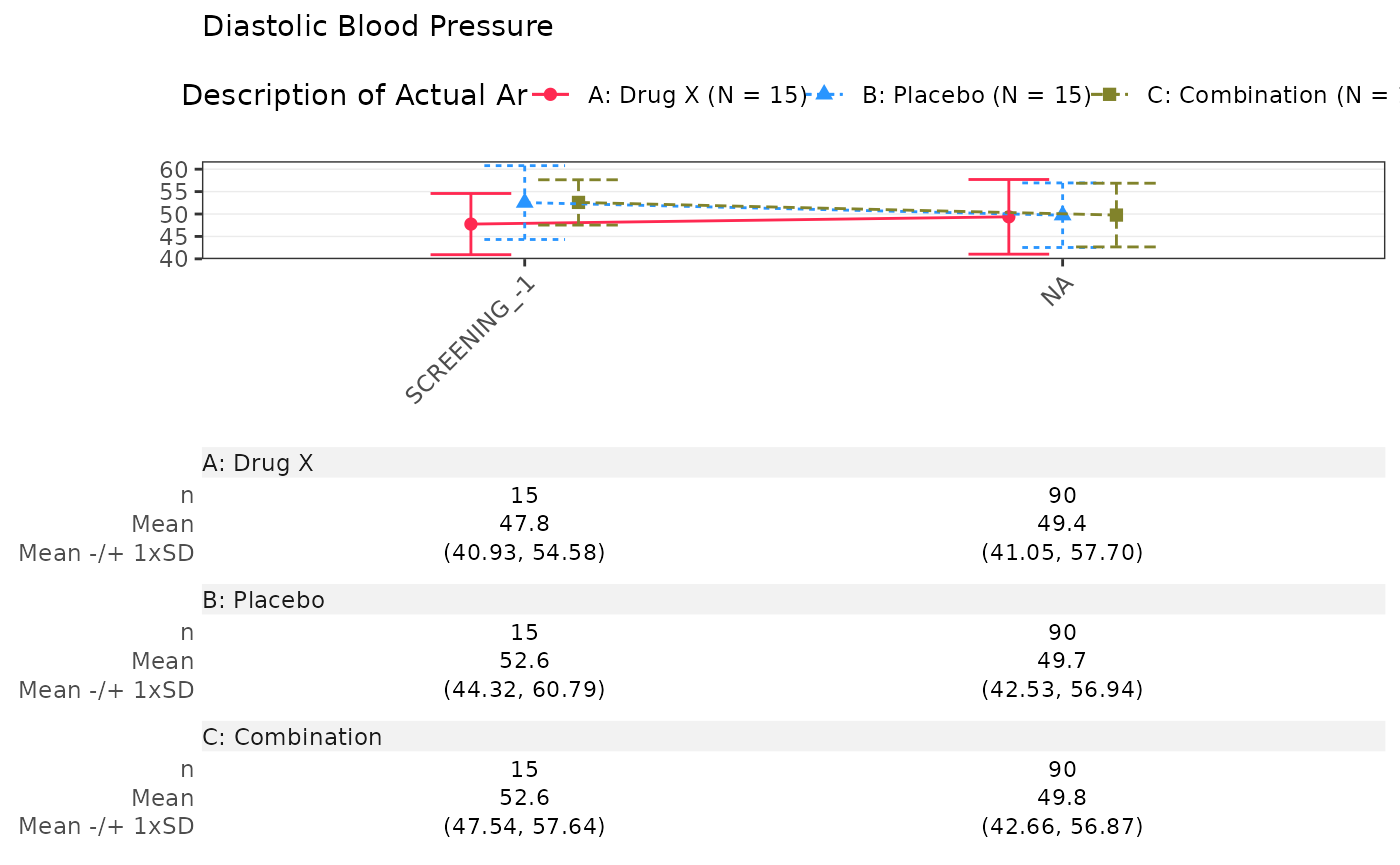 Diastolic Blood Pressure
Description of Actual Ar A: Drug X (N = 15) B: Placebo (N = 15) C: Combination (N =
60
55
50
45
40
SCREENING_-1 NA
A: Drug X
n 15 90
Mean 47.8 49.4
Mean -/+ 1xSD (40.93, 54.58) (41.05, 57.70)
B: Placebo
n 15 90
Mean 52.6 49.7
Mean -/+ 1xSD (44.32, 60.79) (42.53, 56.94)
C: Combination
n 15 90
Mean 52.6 49.8
Mean -/+ 1xSD (47.54, 57.64) (42.66, 56.87)